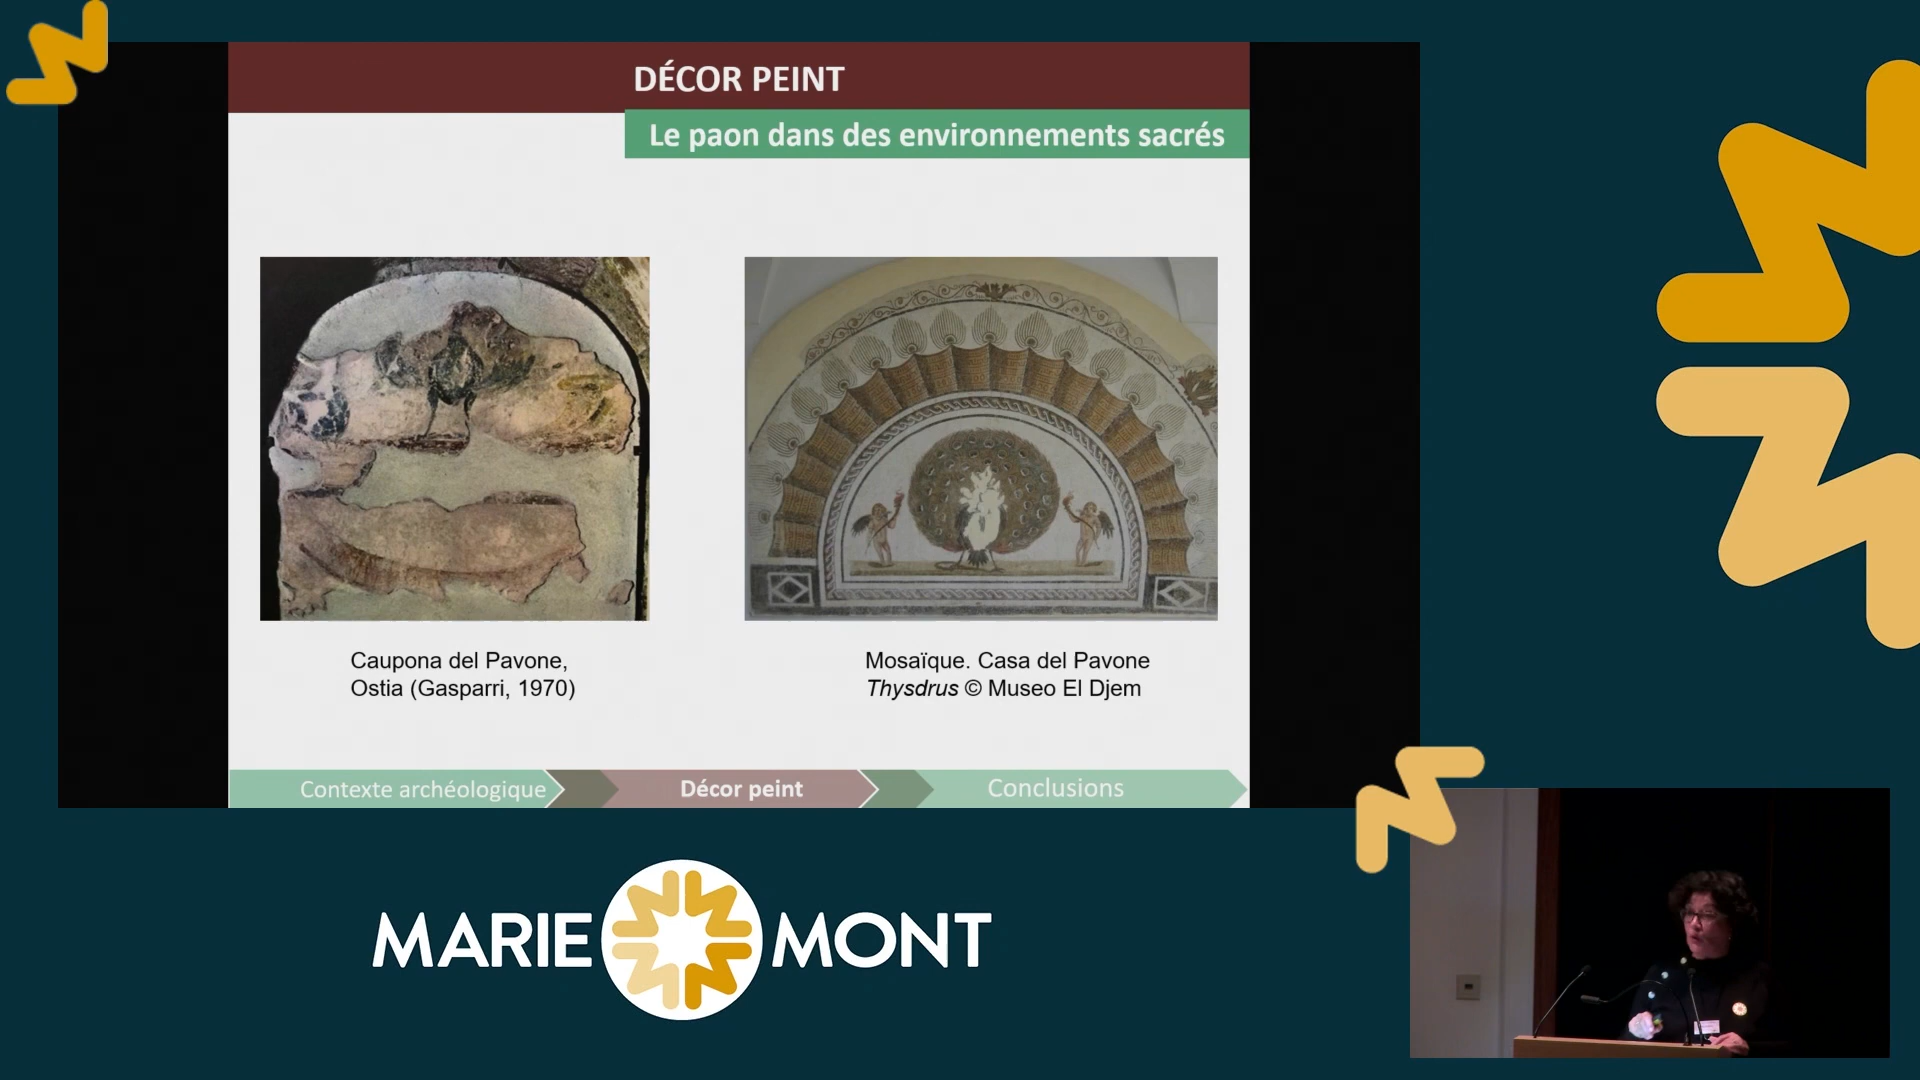 DÉCOR PEINT
Le paon dans des environnements sacrés
Caupona del Pavone,
Ostia (Gasparri, 1970)
Mosaïque. Casa del Pavone
Thysdrus © Museo El Djem
Contexte archéologique
Décor peint
Conclusions
MARIE MONT